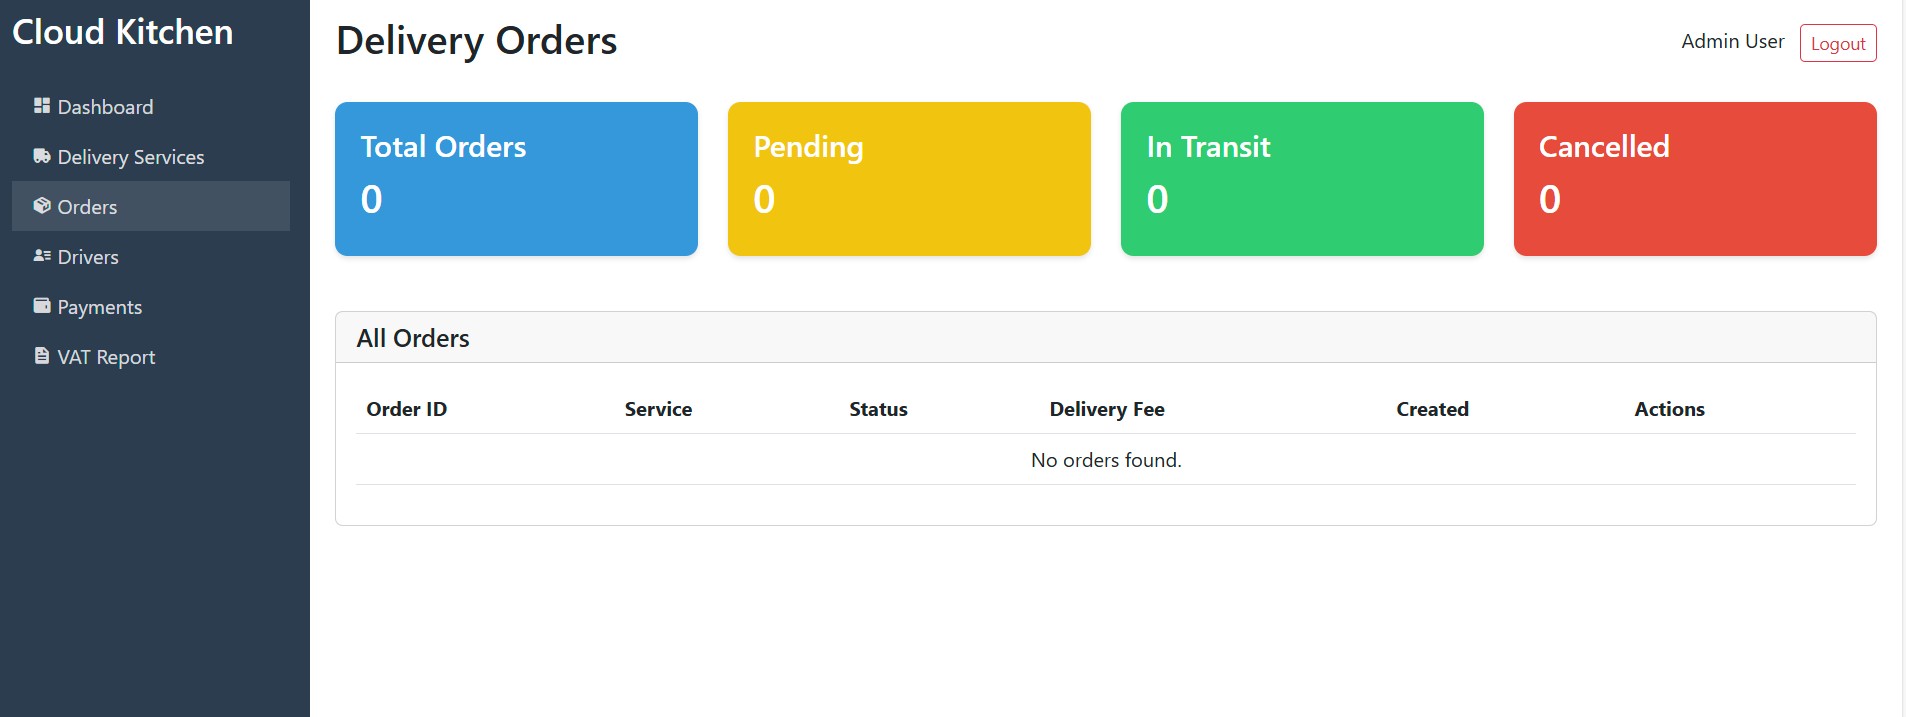 Cloud Kitchen
Dashboard
Delivery Services
Orders
Drivers
Payments
VAT Report
Delivery Orders
Admin User
Logout
Total Orders
0
Pending
0
In Transit
0
Cancelled
0
All Orders
Order ID Service Status Delivery Fee Created Actions
No orders found.